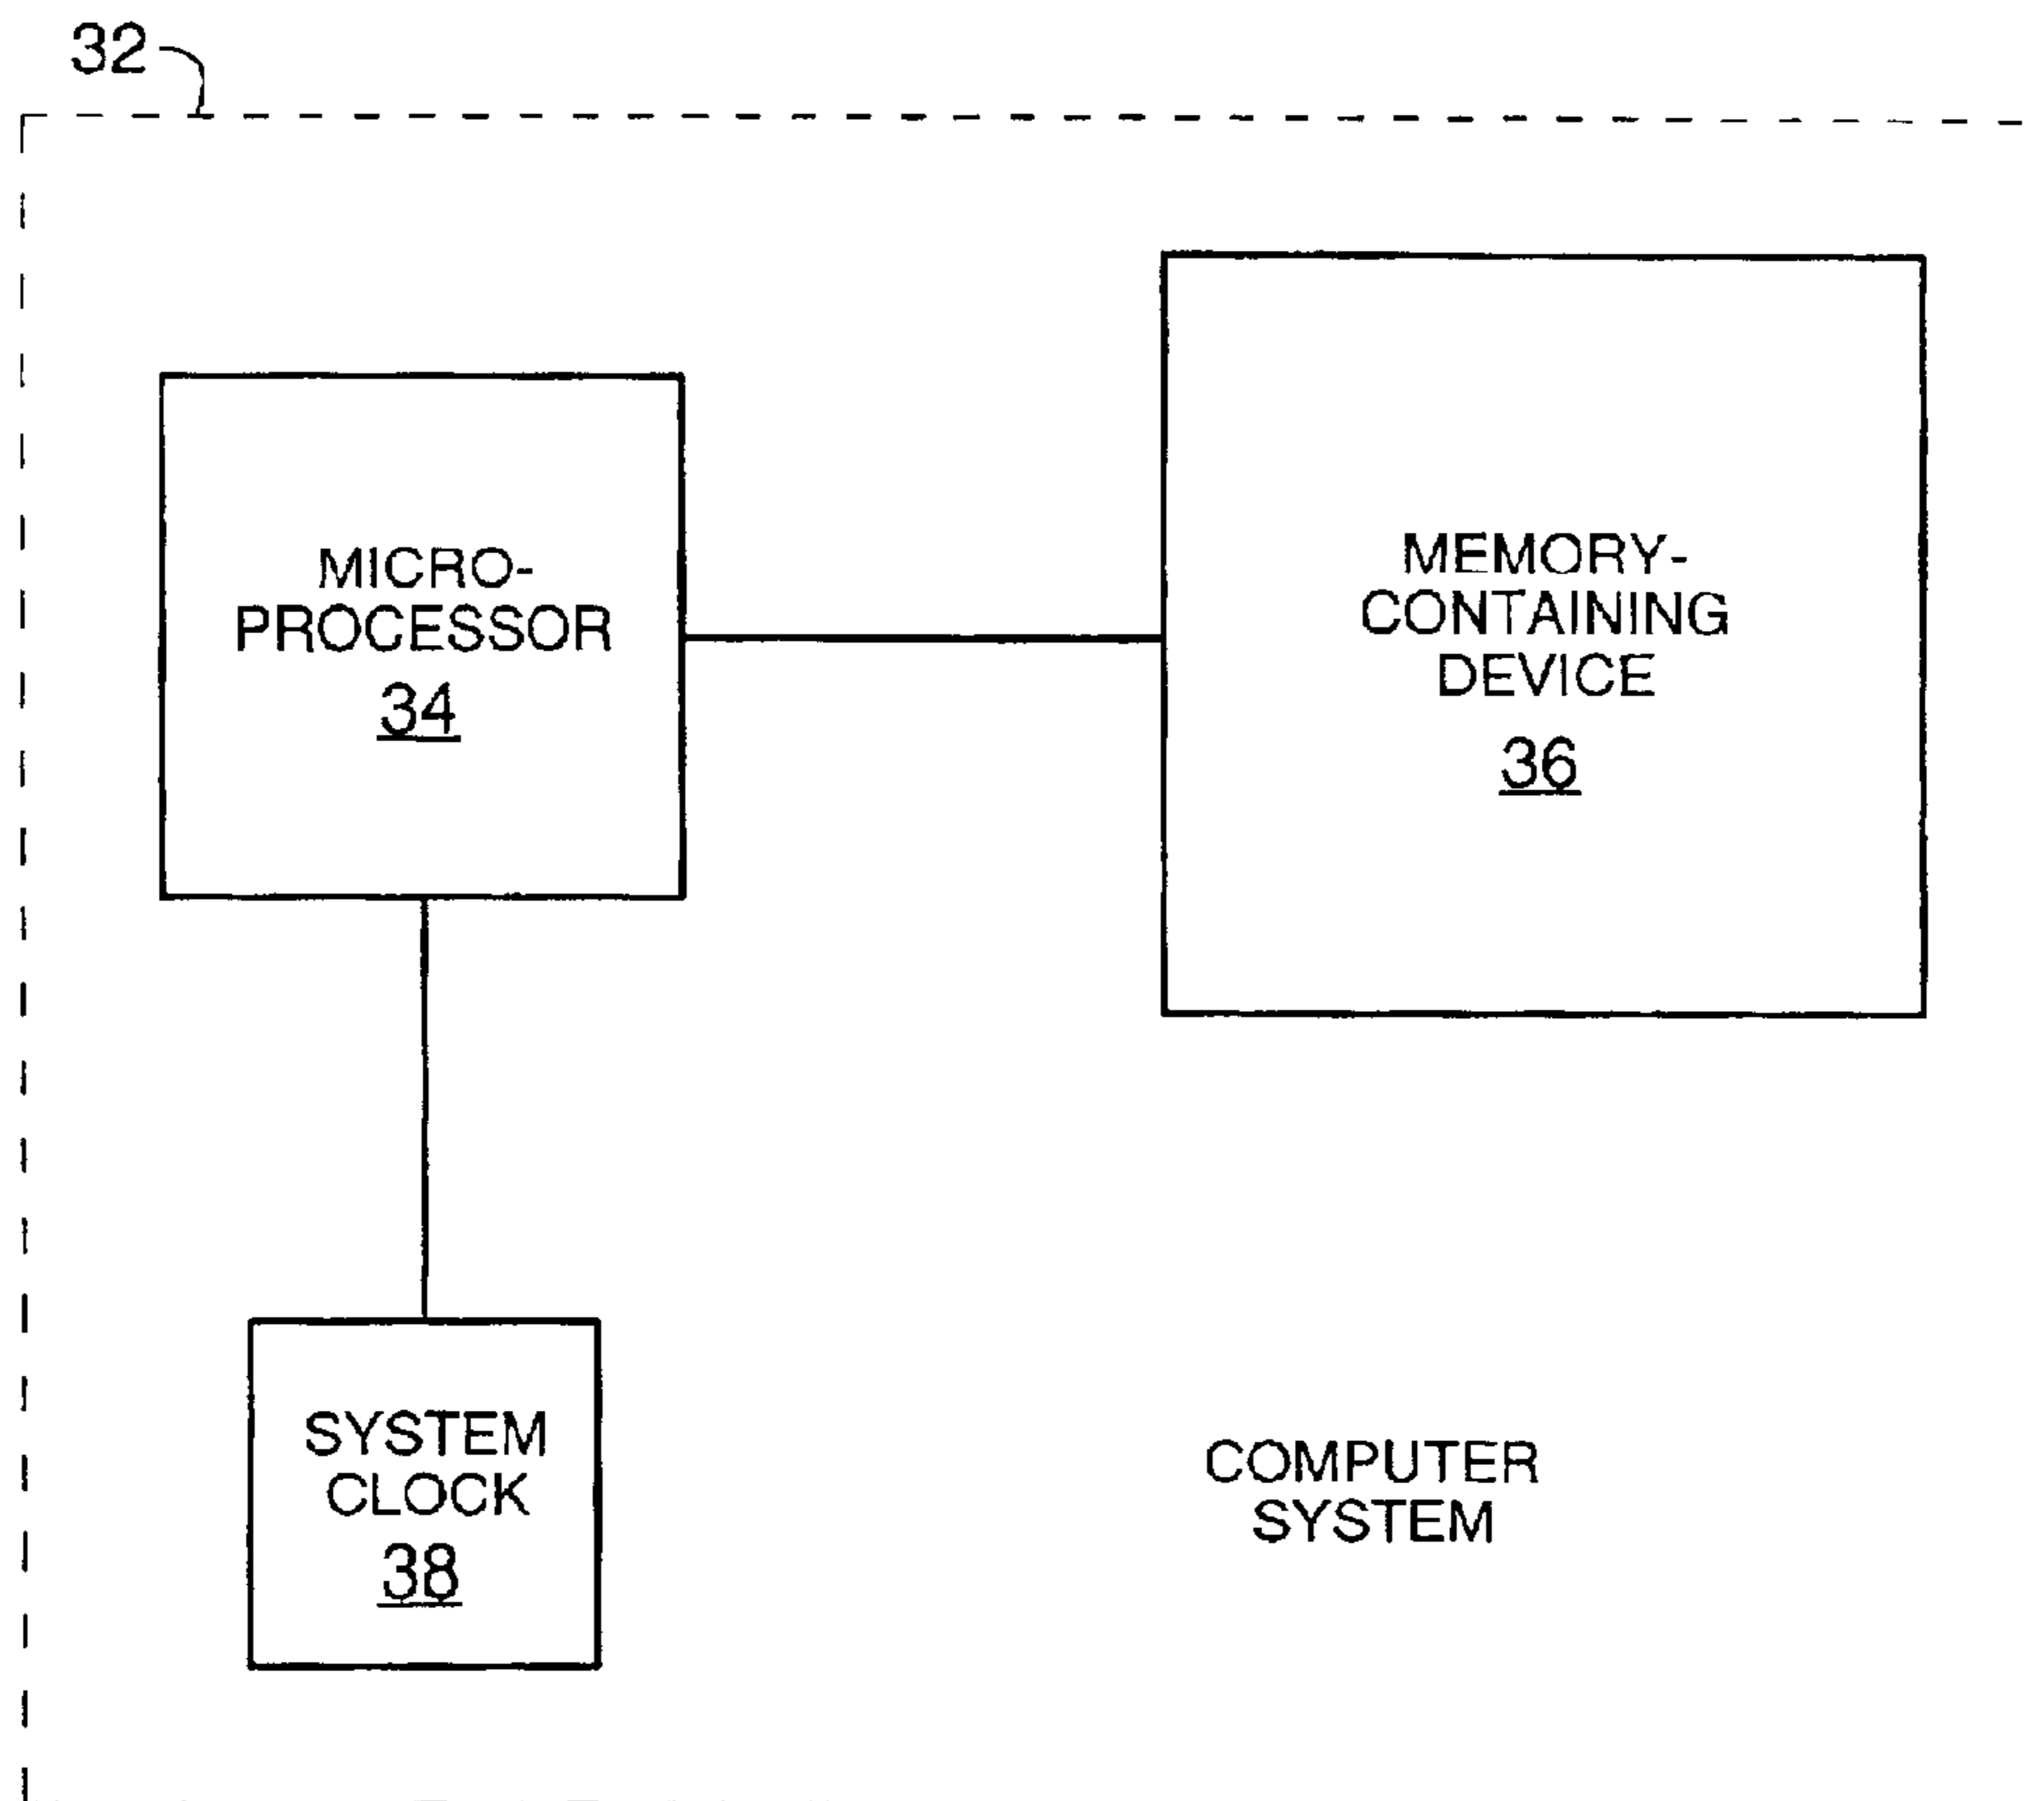 32
MICRO-
PROCESSOR
34
MEMORY-
CONTAINING
DEVICE
36
SYSTEM
CLOCK
38
COMPUTER
SYSTEM